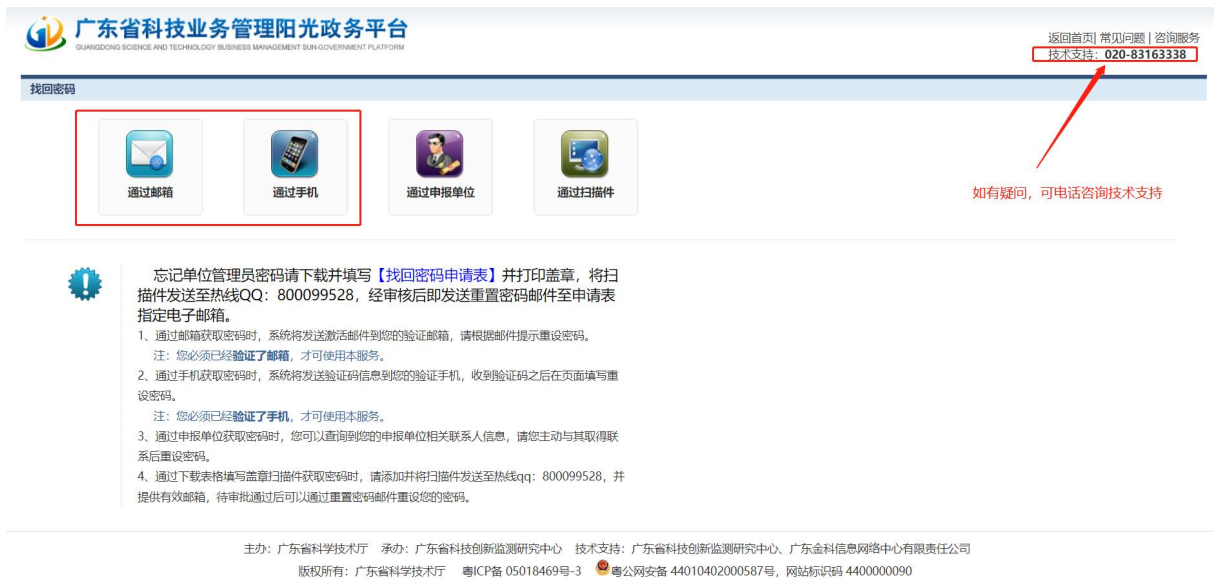 广东省科技业务管理阳光政务平台
GUANGDONG SCIENCE AND TECHNOLOGY BUSINESS MANAGEMENT SUN-GOVERNMENT PLATFORM
返回首页| 常见问题 | 咨询服务
技术支持：020-83163338
找回密码
通过邮箱 通过手机 通过申报单位 通过扫描件
如有疑问，可电话咨询技术支持
忘记单位管理员密码请下载并填写【找回密码申请表】并打印盖章，将扫
描件发送至热线QQ：800099528，经审核后即发送重置密码邮件至申请表
指定电子邮箱。
1、通过邮箱获取密码时，系统将发送激活邮件到您的验证邮箱，请根据邮件提示重设密码。
注：您必须已经验证了邮箱，才可使用本服务。
2、通过手机获取密码时，系统将发送验证码信息到您的验证手机，收到验证码之后在页面填写重
设密码。
注：您必须已经验证了手机，才可使用本服务。
3、通过申报单位获取密码时，您可以查询到您的申报单位相关联系人信息，请您主动与其取得联
系后重设密码。
4、通过下载表格填写盖章扫描件获取密码时，请添加并将扫描件发送至热线qq：800099528，并
提供有效邮箱，待审批通过后可以通过重置密码邮件重设您的密码。
主办：广东省科学技术厅 承办：广东省科技创新监测研究中心 技术支持：广东省科技创新监测研究中心、广东金科信息网络中心有限责任公司
版权所有：广东省科学技术厅 粤ICP备 05018469号-3 粤公网安备 44010402000587号，网站标识码 4400000090